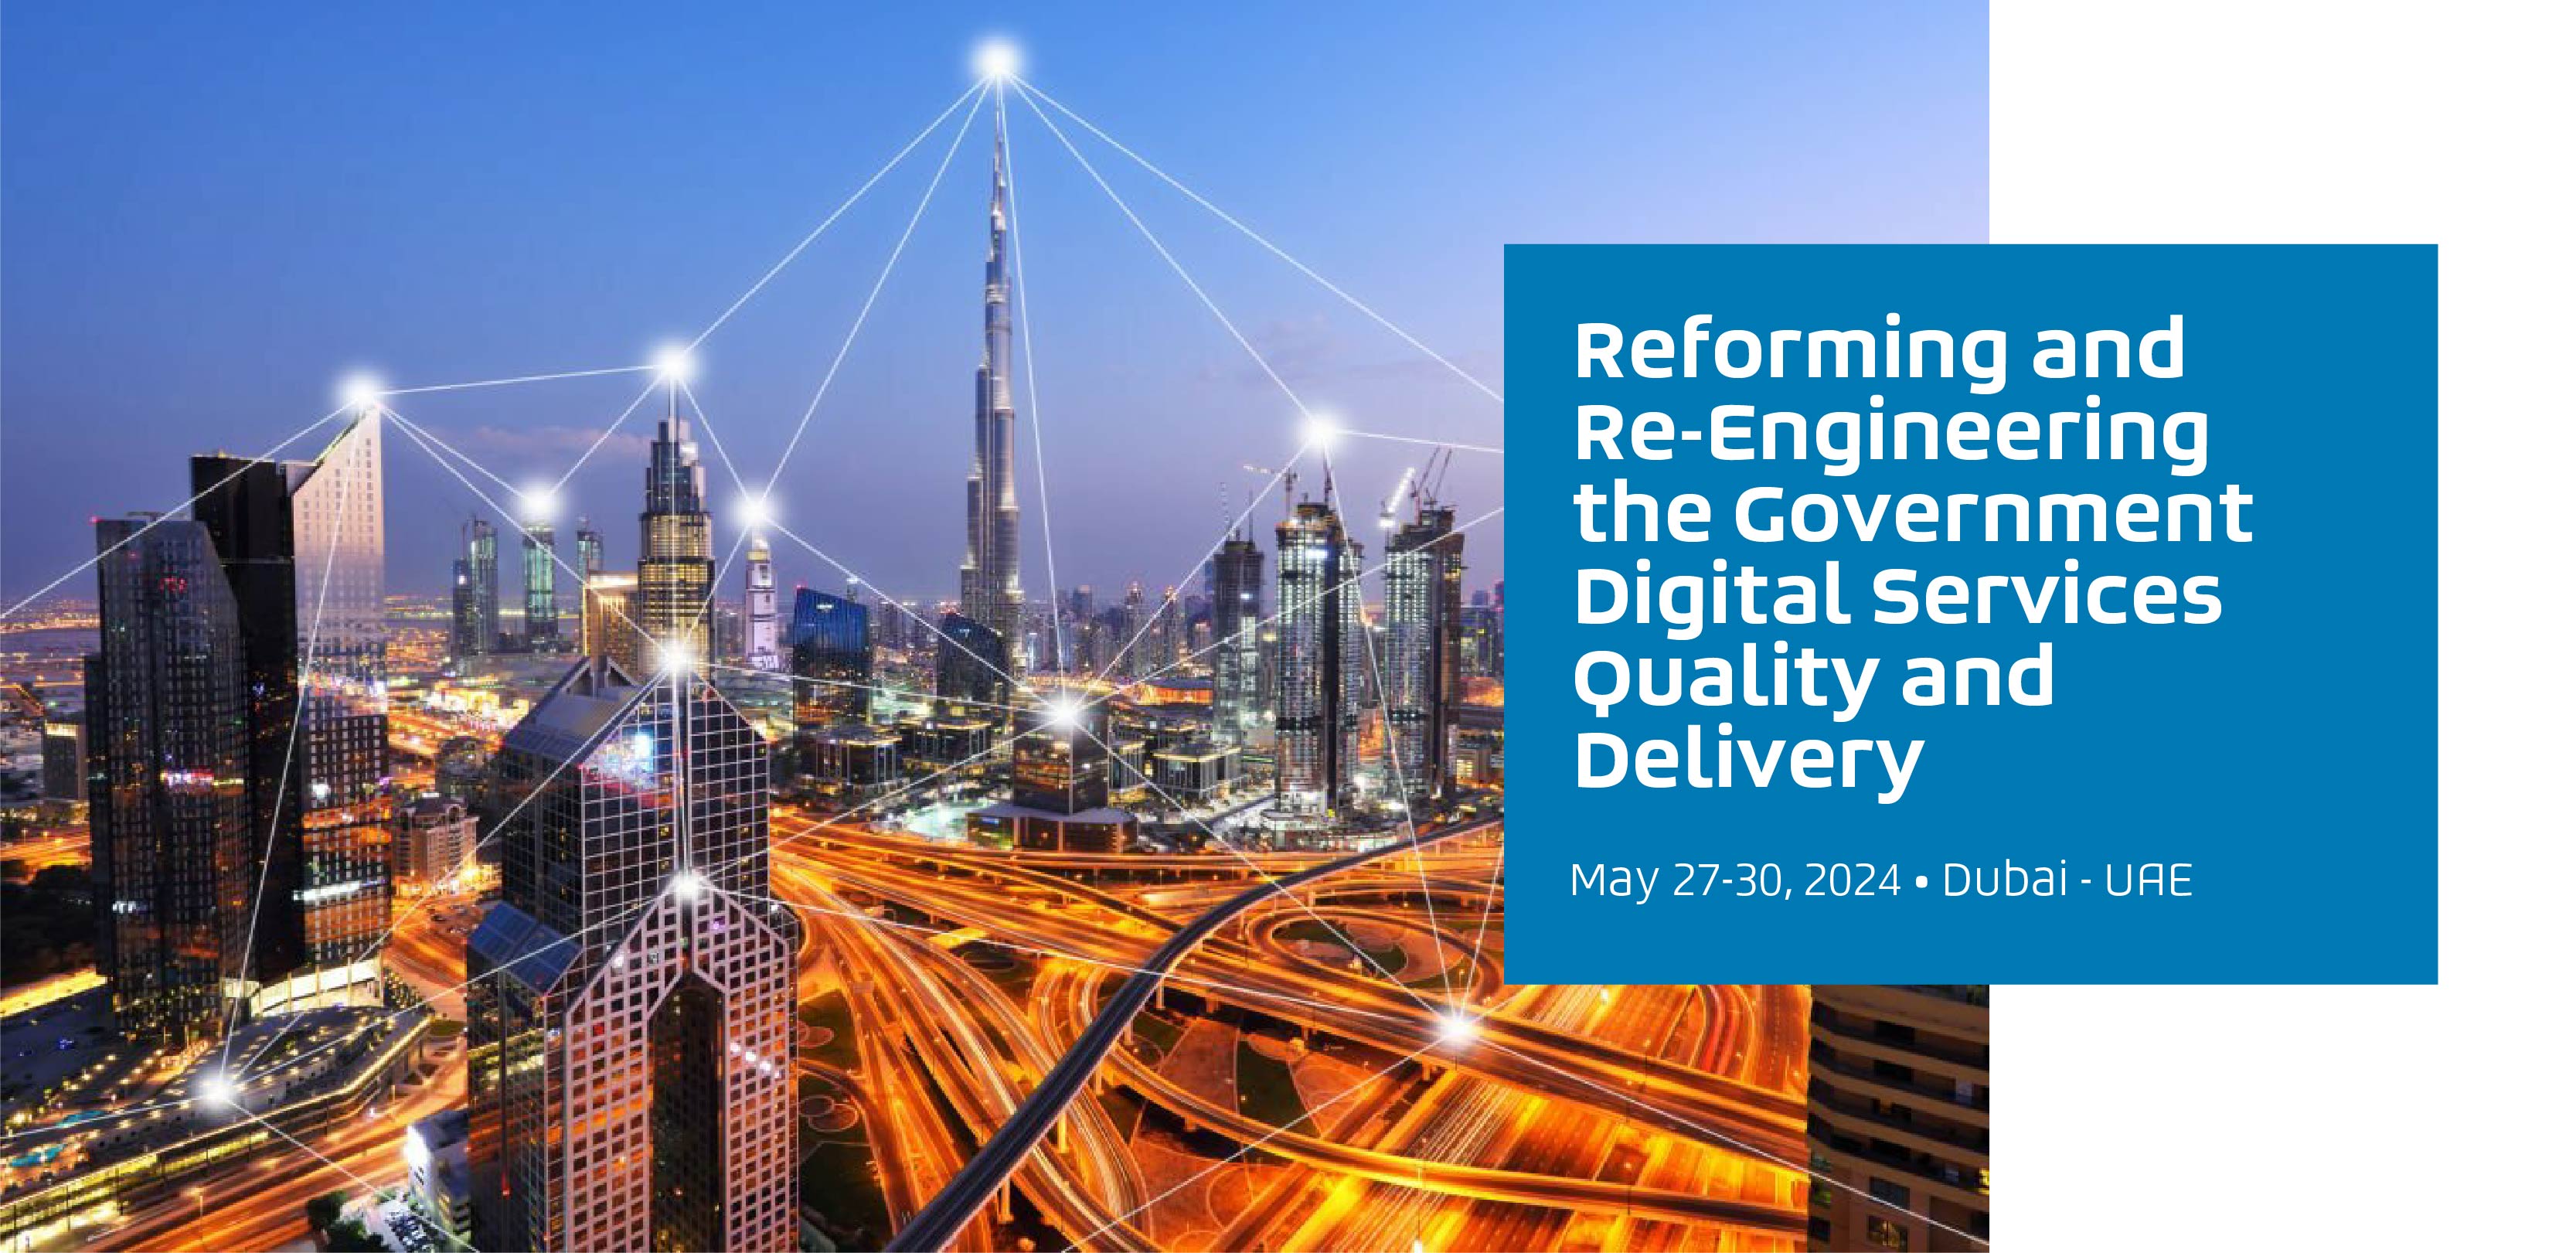 Reforming and
Re-Engineering
the Government
Digital Services
Quality and
Delivery
May 27-30, 2024 • Dubai - UAE